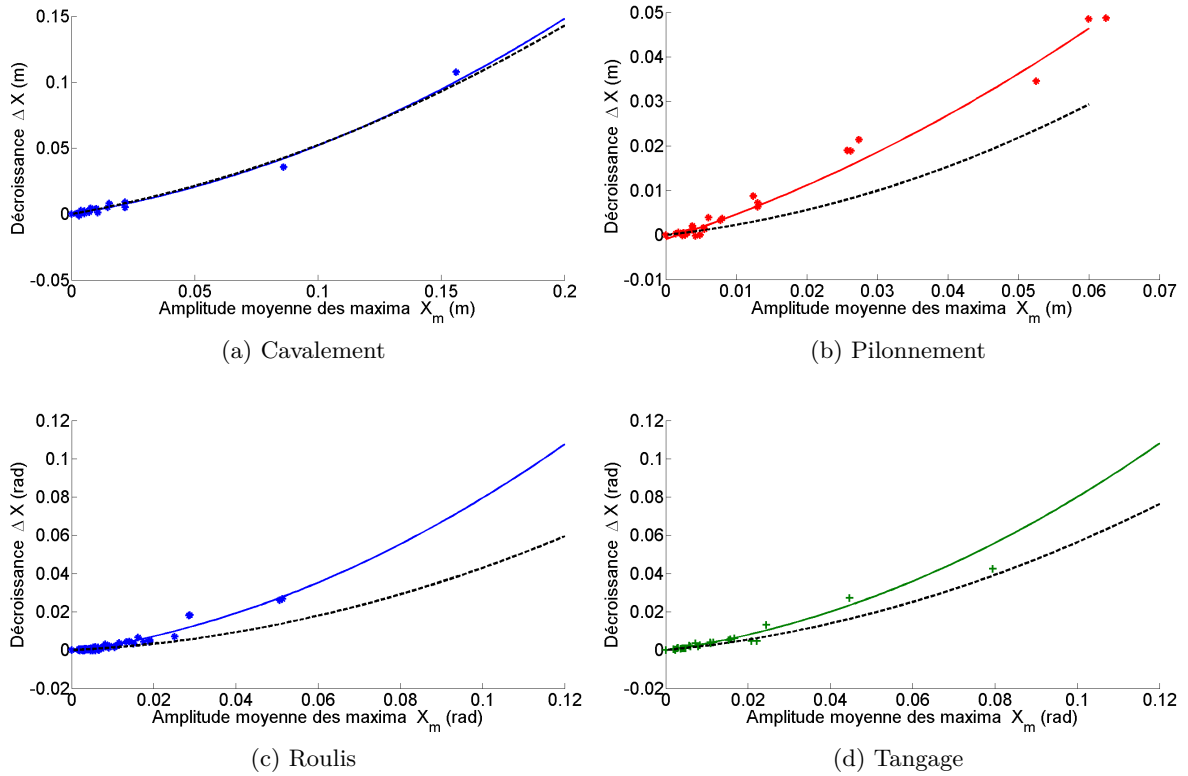 0.15
0.1
0.05
0
-0.05
Décroissance Δ X (m)
0 0.05 0.1 0.15 0.2
Amplitude moyenne des maxima X_m (m)
(a) Cavalement
0.05
0.04
0.03
0.02
0.01
0
-0.01
Décroissance Δ X (m)
0 0.01 0.02 0.03 0.04 0.05 0.06 0.07
Amplitude moyenne des maxima X_m (m)
(b) Pilonnement
0.12
0.1
0.08
0.06
0.04
0.02
0
-0.02
Décroissance Δ X (rad)
0 0.02 0.04 0.06 0.08 0.1 0.12
Amplitude moyenne des maxima X_m (rad)
(c) Roulis
0.12
0.1
0.08
0.06
0.04
0.02
0
-0.02
Décroissance Δ X (rad)
0 0.02 0.04 0.06 0.08 0.1 0.12
Amplitude moyenne des maxima X_m (rad)
(d) Tangage